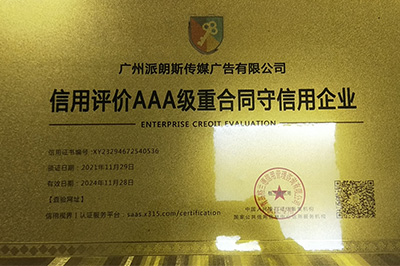 广州派朗斯传媒广告有限公司
信用评价AAA级重合同守信用企业
ENTERPRISE CREOIT EVALUATION
信用证书编号:KY23294672540536
颁证日期:2021年11月29日
有效日期:2024年11月28日
【查验网址】
信用视界|认证服务平台:saas.x315.com/certification